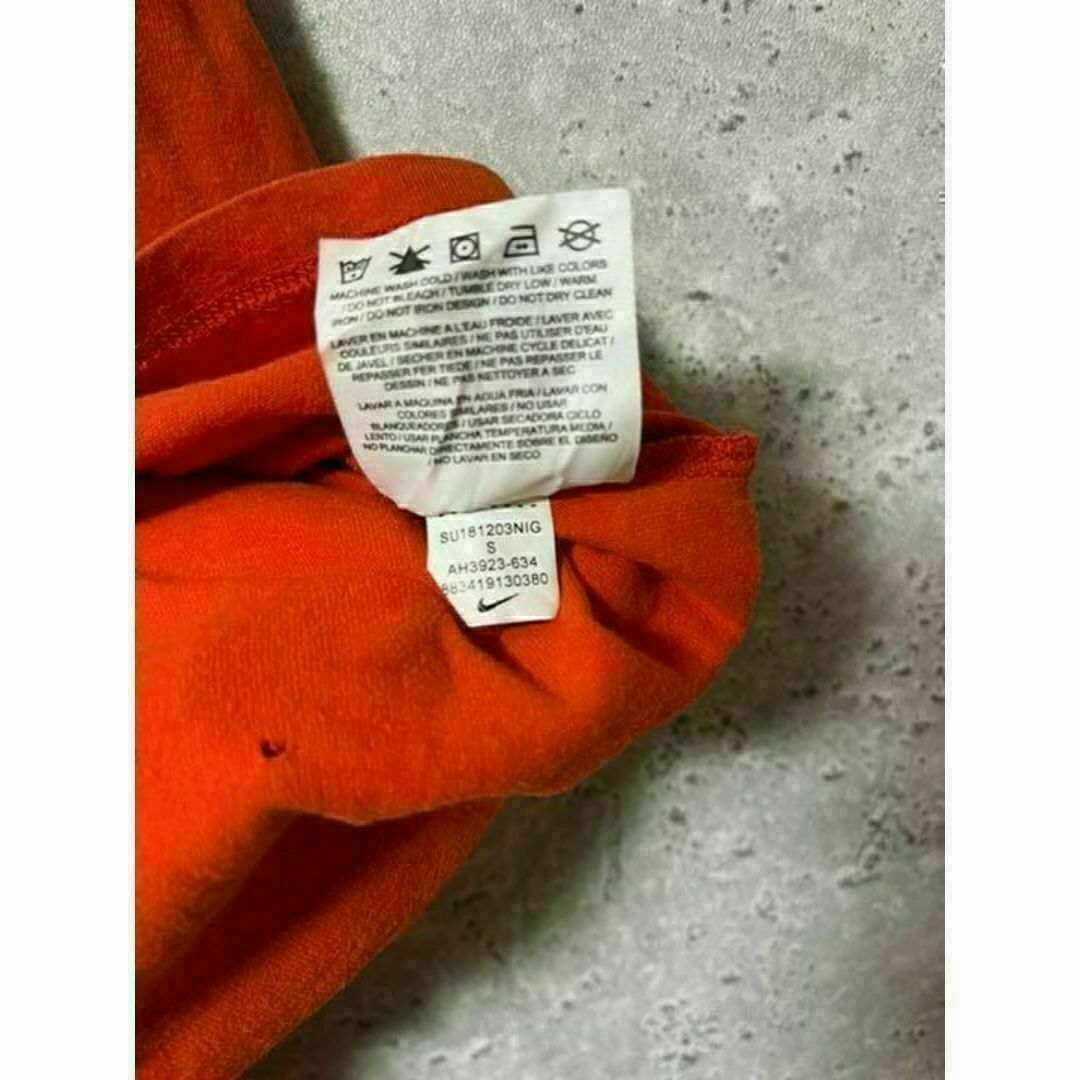 MACHINE WASH COLD / WASH WITH LIKE COLORS
/ DO NOT BLEACH / TUMBLE DRY LOW / WARM
IRON / DO NOT IRON DESIGN / DO NOT DRY CLEAN
LAVER EN MACHINE A L'EAU FROIDE / LAVER AVEC
COULEURS SIMILAIRES / NE PAS UTILISER D'EAU
DE JAVEL / SECHER EN MACHINE CYCLE DELICAT /
REPASSER FER TIEDE / NE PAS REPASSER LE
DESSIN / NE PAS NETTOYER A SEC
LAVAR A MAQUINA EN AGUA FRIA / LAVAR CON
COLORES SIMILARES / NO USAR
BLANQUEADORES / USAR SECADORA CICLO
LENTO / USAR PLANCHA TEMPERATURA MEDIA /
NO PLANCHAR DIRECTAMENTE SOBRE EL DISEÑO
/ NO LAVAR EN SECO
SU181203NIG
S
AH3923-634
883419130380